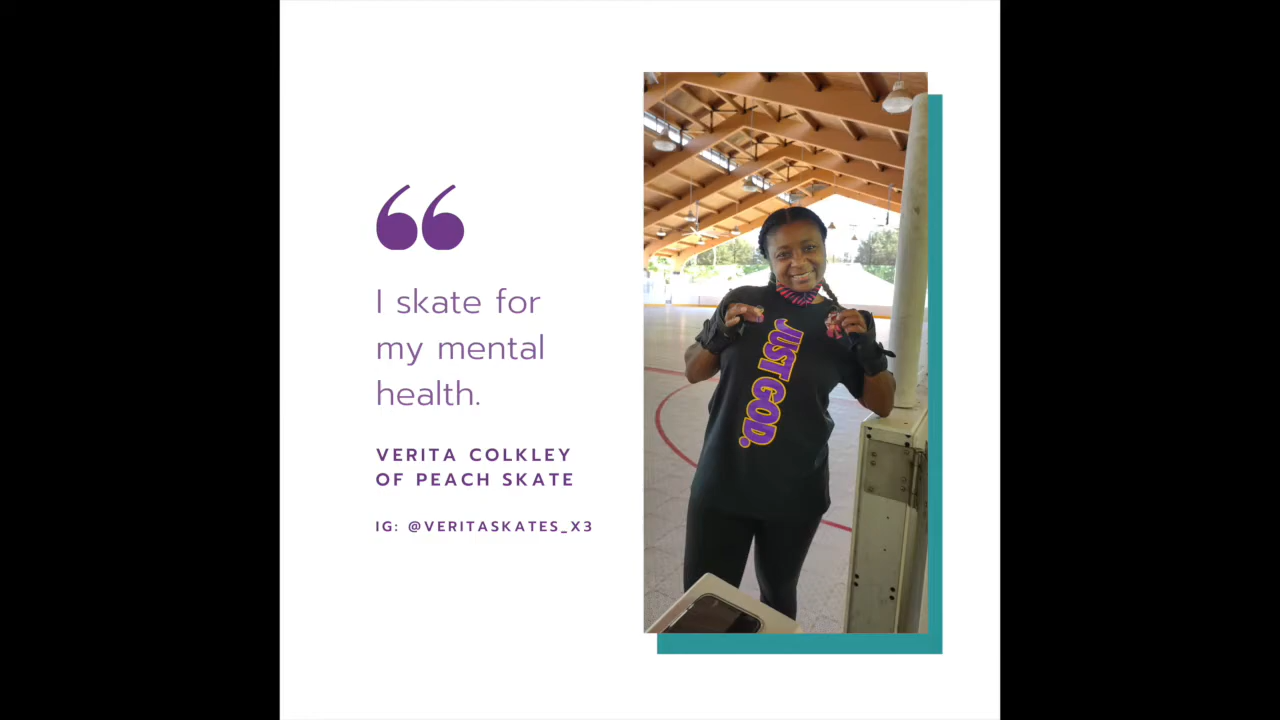 “
I skate for
my mental
health.
VERITA COLKLEY
OF PEACH SKATE
IG: @VERITASKATES_X3
JUST GOD.